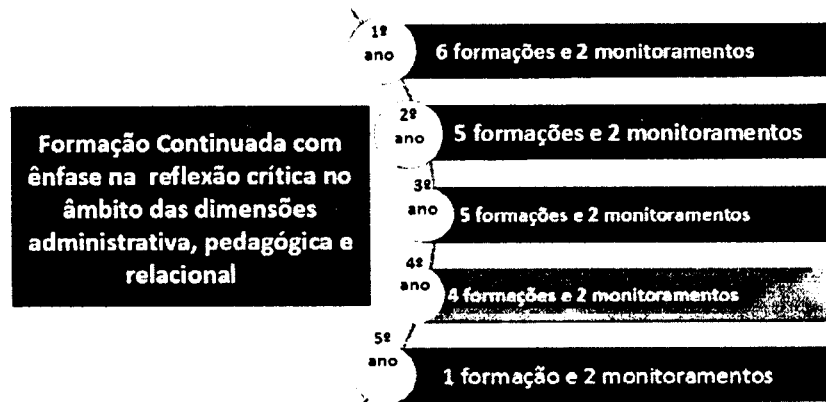 Formação Continuada com
ênfase na reflexão crítica no
âmbito das dimensões
administrativa, pedagógica e
relacional
1º
ano
6 formações e 2 monitoramentos
2º
ano
5 formações e 2 monitoramentos
3º
ano
5 formações e 2 monitoramentos
4º
ano
4 formações e 2 monitoramentos
5º
ano
1 formação e 2 monitoramentos